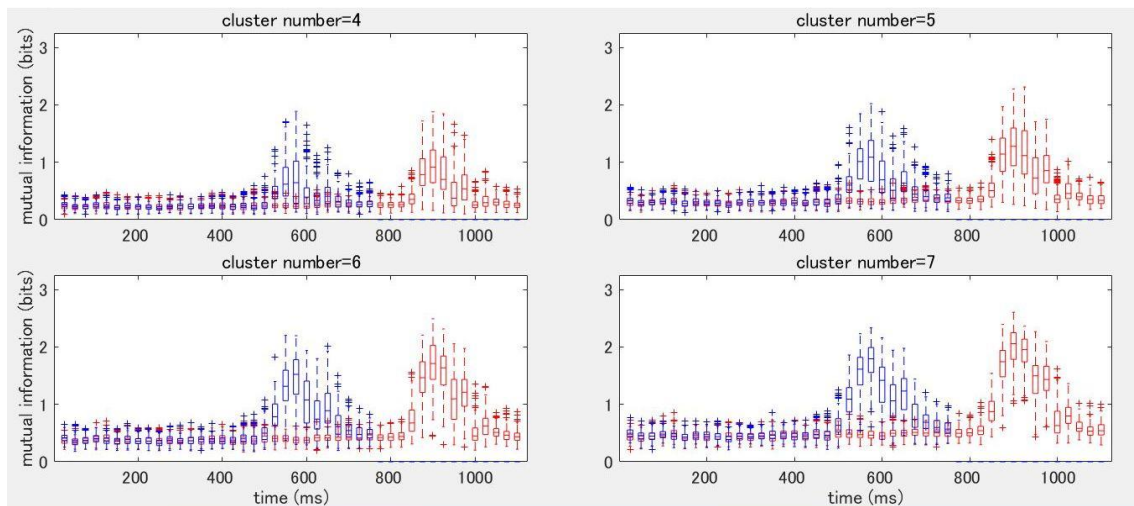 cluster number=4
cluster number=5
mutual information (bits)
3
2
1
0
200 400 600 800 1000
3
2
1
0
200 400 600 800 1000
cluster number=6
cluster number=7
mutual information (bits)
3
2
1
0
200 400 600 800 1000
time (ms)
3
2
1
0
200 400 600 800 1000
time (ms)